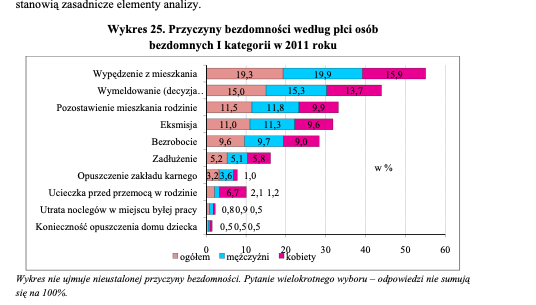 stanowią zasadnicze elementy analizy.
Wykres 25. Przyczyny bezdomności według płci osób
bezdomnych I kategorii w 2011 roku
Wypędzenie z mieszkania 19,3 19,9 15,9
Wymeldowanie (decyzja.. 15,0 15,3 13,7
Pozostawienie mieszkania rodzinie 11,5 11,8 9,9
Eksmisja 11,0 11,3 9,6
Bezrobocie 9,6 9,7 9,0
Zadłużenie 5,2 5,1 5,8
w %
Opuszczenie zakładu karnego 3,2 3,6 1,0
Ucieczka przed przemocą w rodzinie 6,7 2,1 1,2
Utrata noclegów w miejscu byłej pracy 0,8 0,9 0,5
Konieczność opuszczenia domu dziecka 0,5 0,5 0,5
0 10 20 30 40 50 60
ogółem mężczyźni kobiety
Wykres nie ujmuje nieustalonej przyczyny bezdomności. Pytanie wielokrotnego wyboru – odpowiedzi nie sumują
się na 100%.